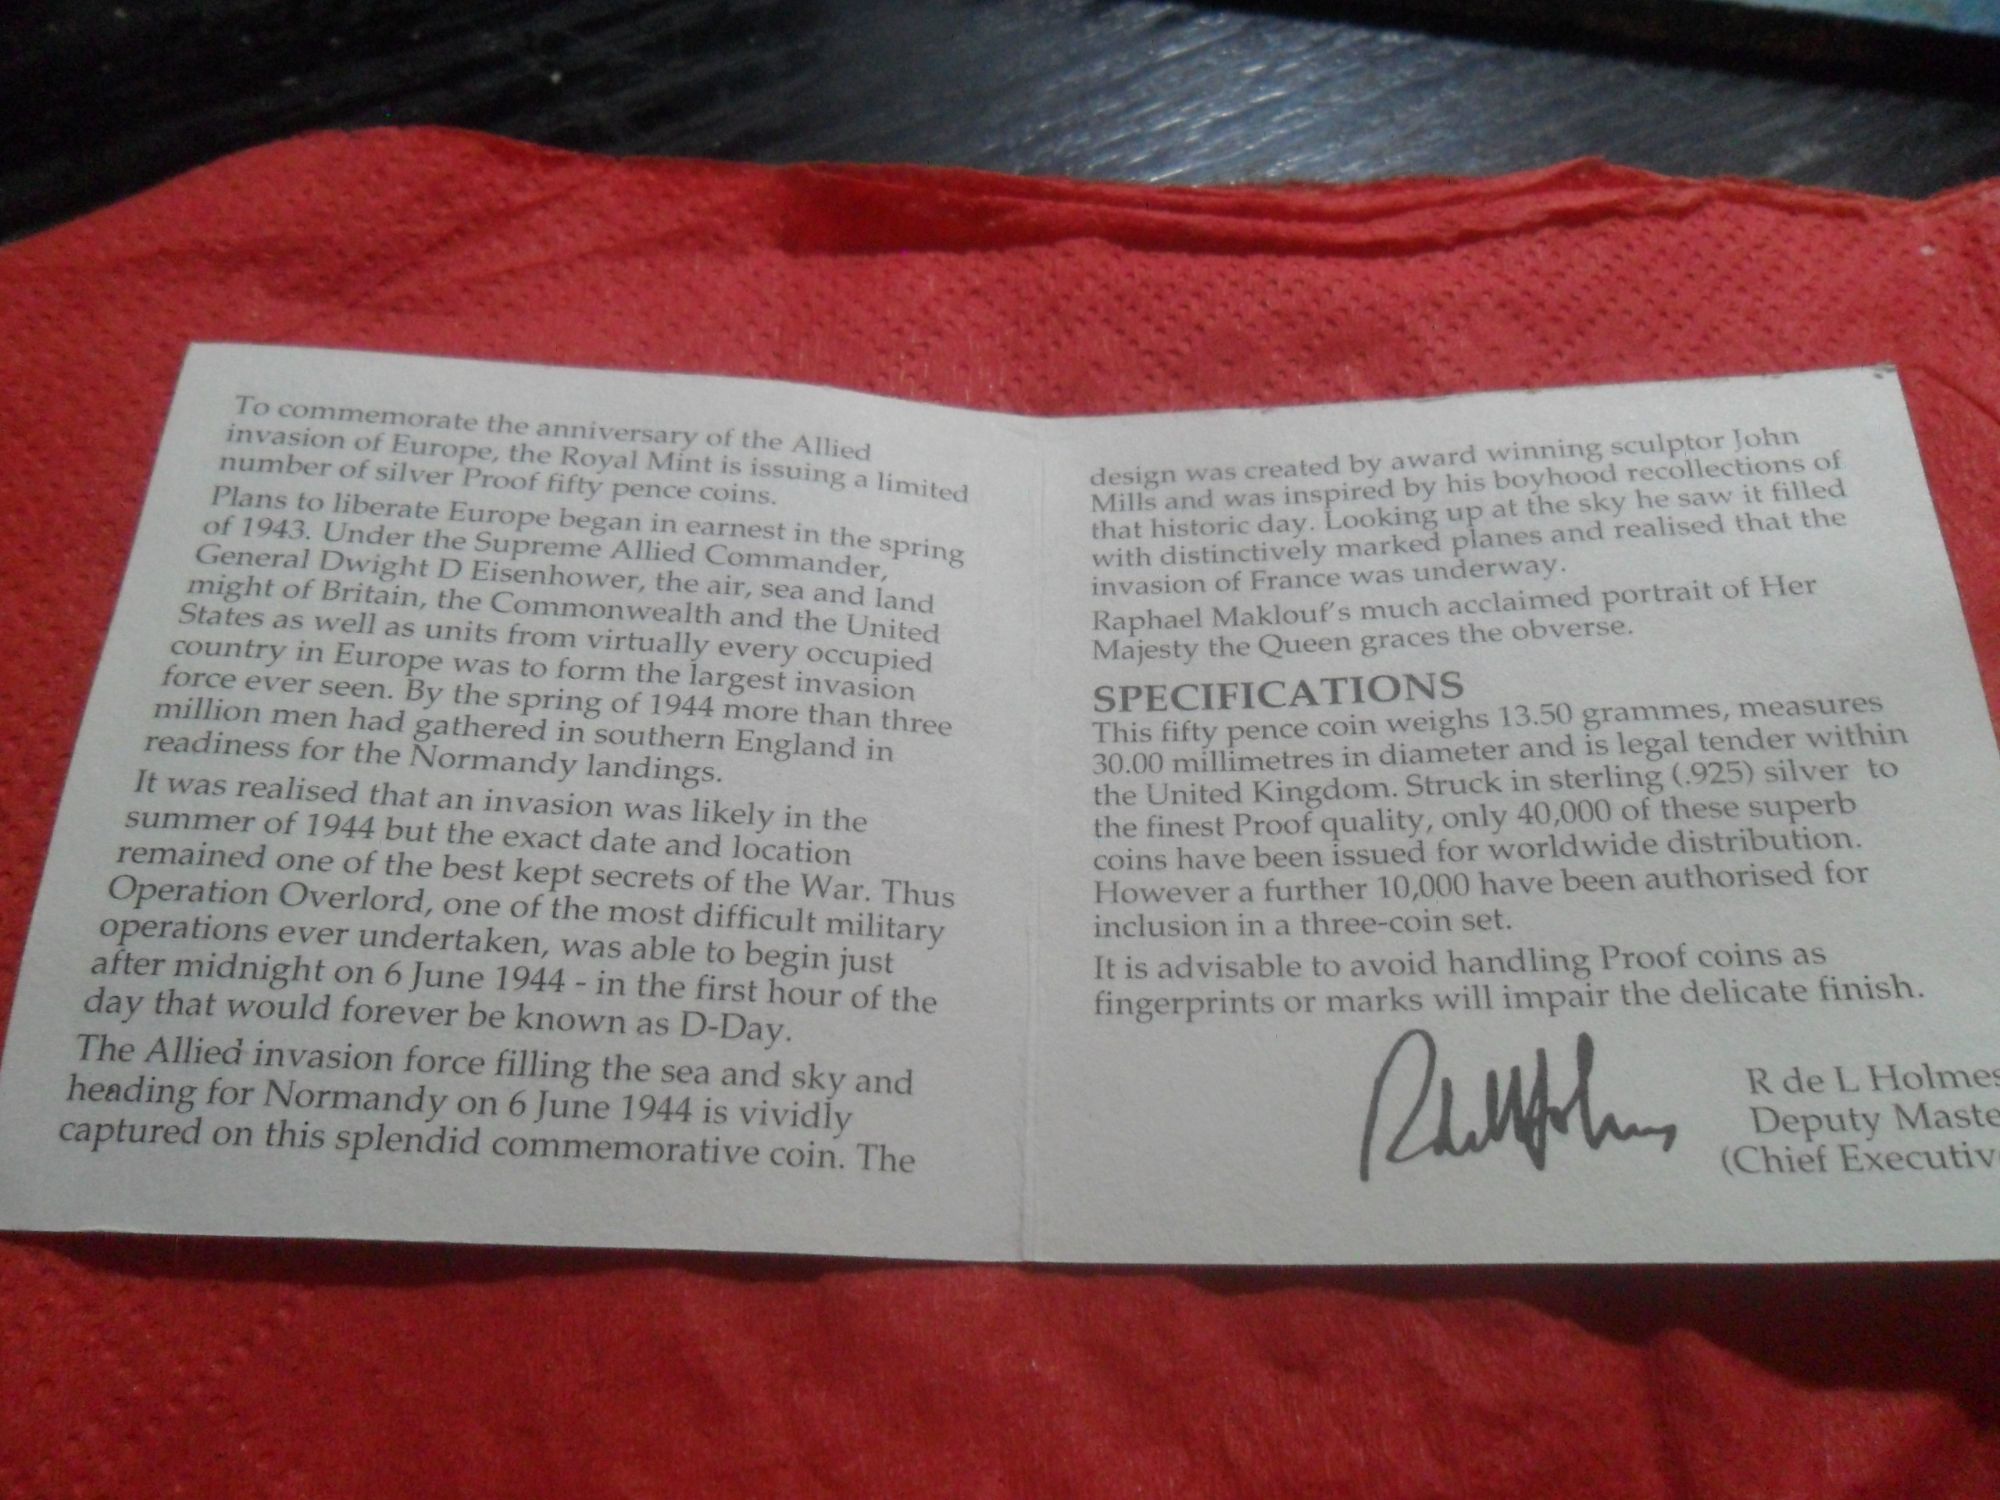 To commemorate the anniversary of the Allied
invasion of Europe, the Royal Mint is issuing a limited
number of silver Proof fifty pence coins.
Plans to liberate Europe began in earnest in the spring
of 1943. Under the Supreme Allied Commander,
General Dwight D Eisenhower, the air, sea and land
might of Britain, the Commonwealth and the United
States as well as units from virtually every occupied
country in Europe was to form the largest invasion
force ever seen. By the spring of 1944 more than three
million men had gathered in southern England in
readiness for the Normandy landings.
It was realised that an invasion was likely in the
summer of 1944 but the exact date and location
remained one of the best kept secrets of the War. Thus
Operation Overlord, one of the most difficult military
operations ever undertaken, was able to begin just
after midnight on 6 June 1944 - in the first hour of the
day that would forever be known as D-Day.
The Allied invasion force filling the sea and sky and
heading for Normandy on 6 June 1944 is vividly
captured on this splendid commemorative coin. The
design was created by award winning sculptor John
Mills and was inspired by his boyhood recollections of
that historic day. Looking up at the sky he saw it filled
with distinctively marked planes and realised that the
invasion of France was underway.
Raphael Maklouf's much acclaimed portrait of Her
Majesty the Queen graces the obverse.
SPECIFICATIONS
This fifty pence coin weighs 13.50 grammes, measures
30.00 millimetres in diameter and is legal tender within
the United Kingdom. Struck in sterling (.925) silver to
the finest Proof quality, only 40,000 of these superb
coins have been issued for worldwide distribution.
However a further 10,000 have been authorised for
inclusion in a three-coin set.
It is advisable to avoid handling Proof coins as
fingerprints or marks will impair the delicate finish.
R de L Holmes
Deputy Maste
(Chief Executiv